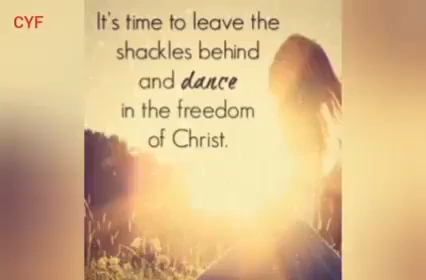 CYF
It's time to leave the
shackles behind
and dance
in the freedom
of Christ.